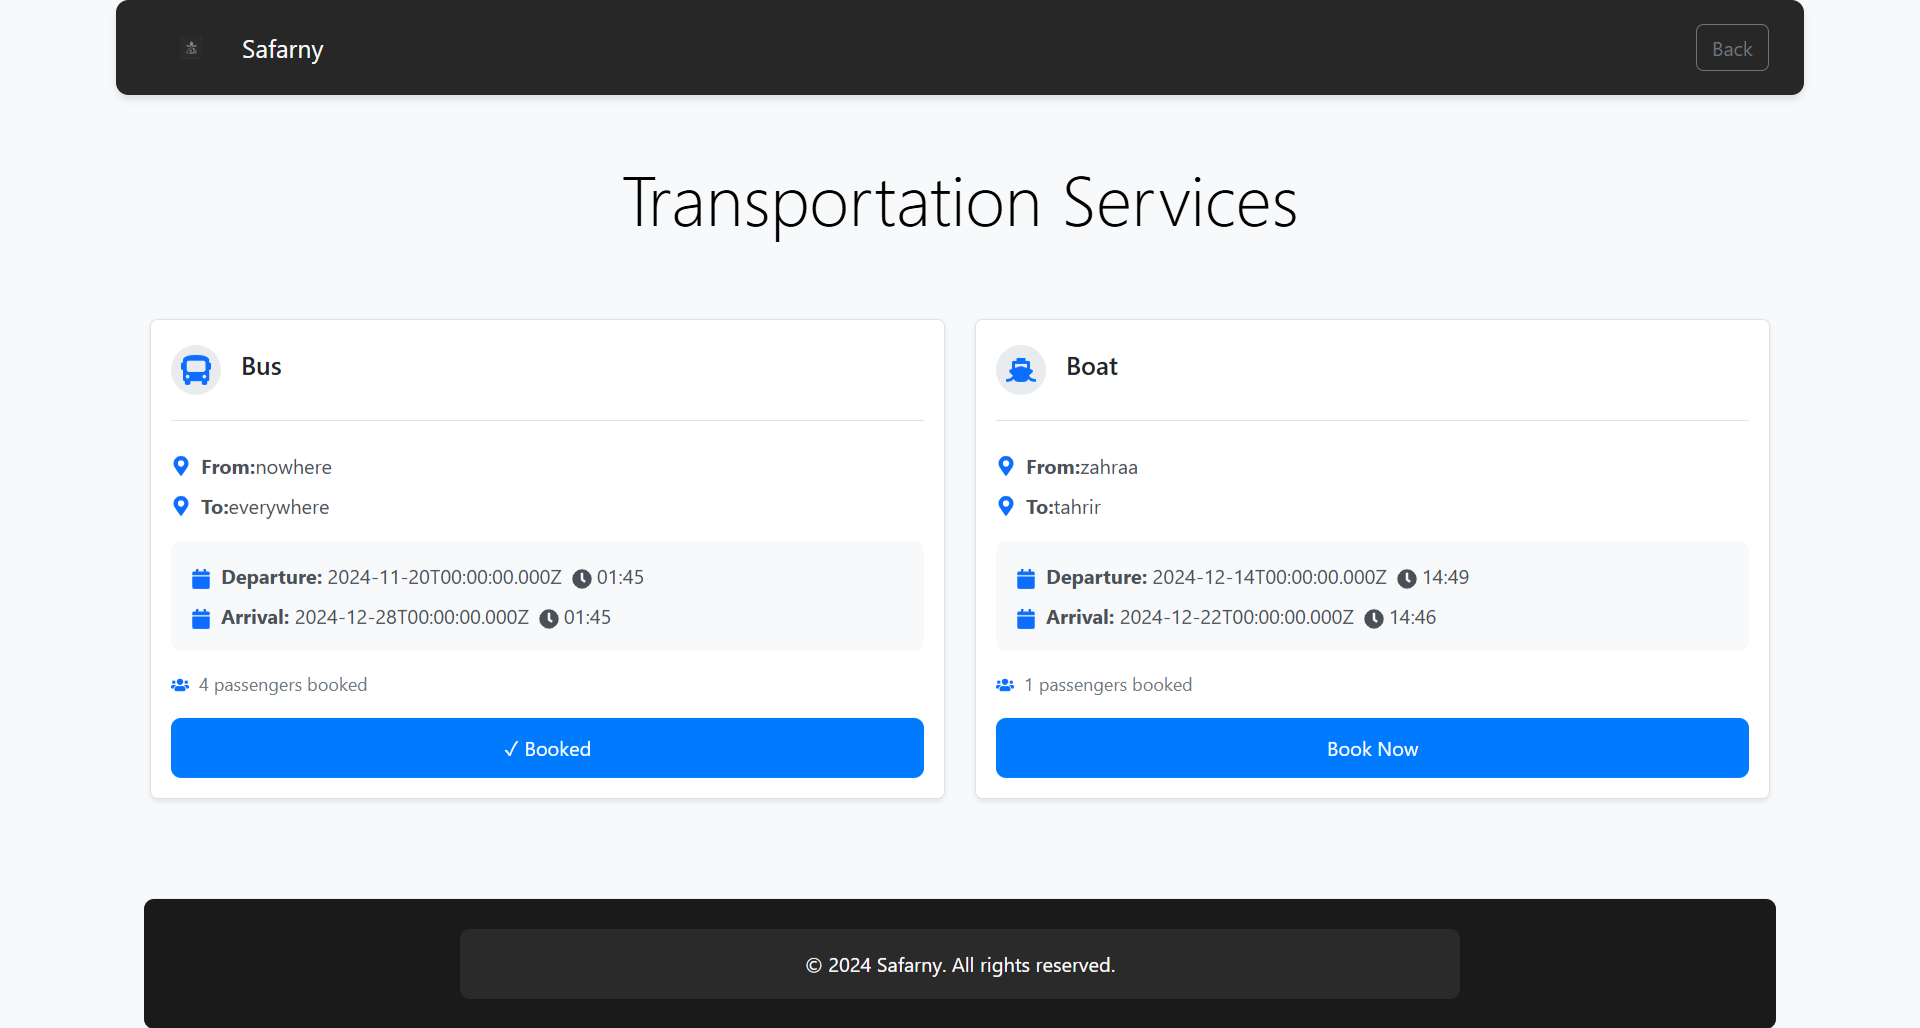 Safarny
Back
Transportation Services
Bus
From:nowhere
To:everywhere
Departure: 2024-11-20T00:00:00.000Z 01:45
Arrival: 2024-12-28T00:00:00.000Z 01:45
4 passengers booked
✓ Booked
Boat
From:zahraa
To:tahrir
Departure: 2024-12-14T00:00:00.000Z 14:49
Arrival: 2024-12-22T00:00:00.000Z 14:46
1 passengers booked
Book Now
© 2024 Safarny. All rights reserved.